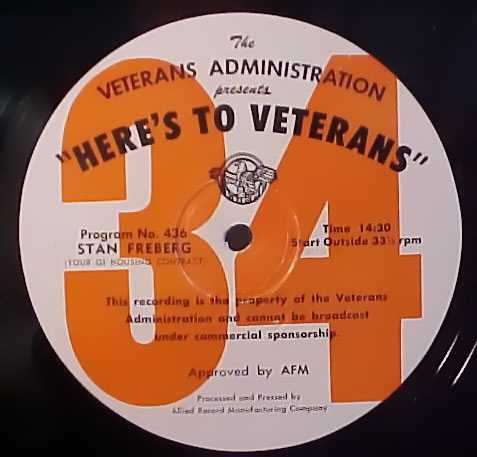 The
VETERANS ADMINISTRATION
presents
"HERE'S TO VETERANS"
34
Program No. 436
STAN FREBERG
(YOUR GI HOUSING CONTRACT)
Time 14:30
Start Outside 33⅓ rpm
This recording is the property of the Veterans
Administration and cannot be broadcast
under commercial sponsorship.
Approved by AFM
Processed and Pressed by
Allied Record Manufacturing Company